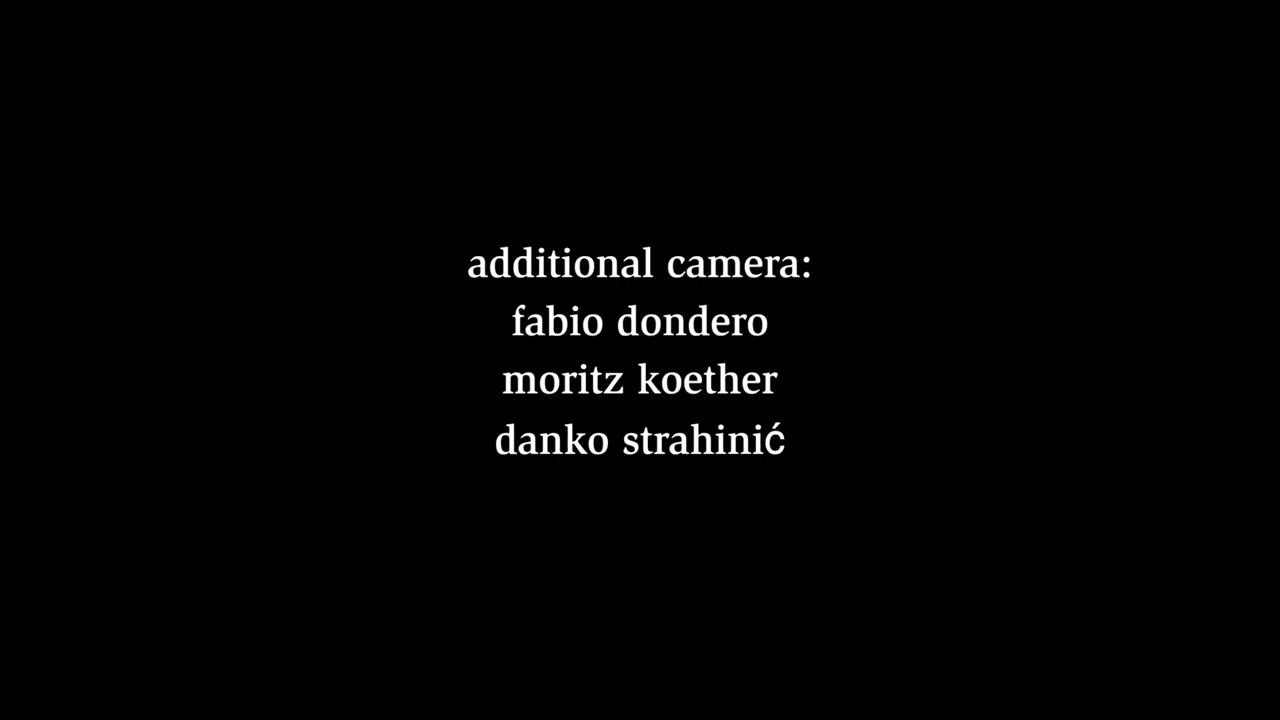 additional camera:
fabio dondero
moritz koether
danko strahinić